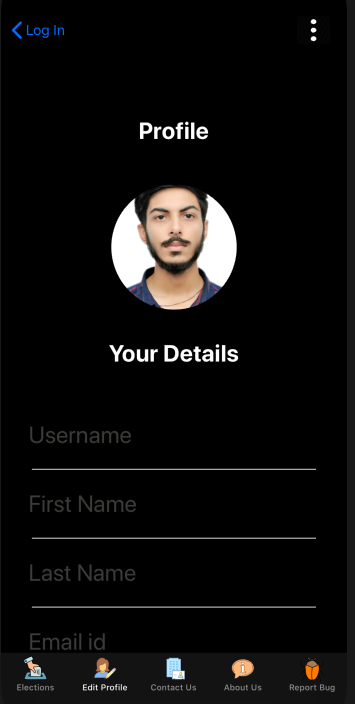 Log In
Profile
Your Details
Username
First Name
Last Name
Email id
Elections Edit Profile Contact Us About Us Report Bug